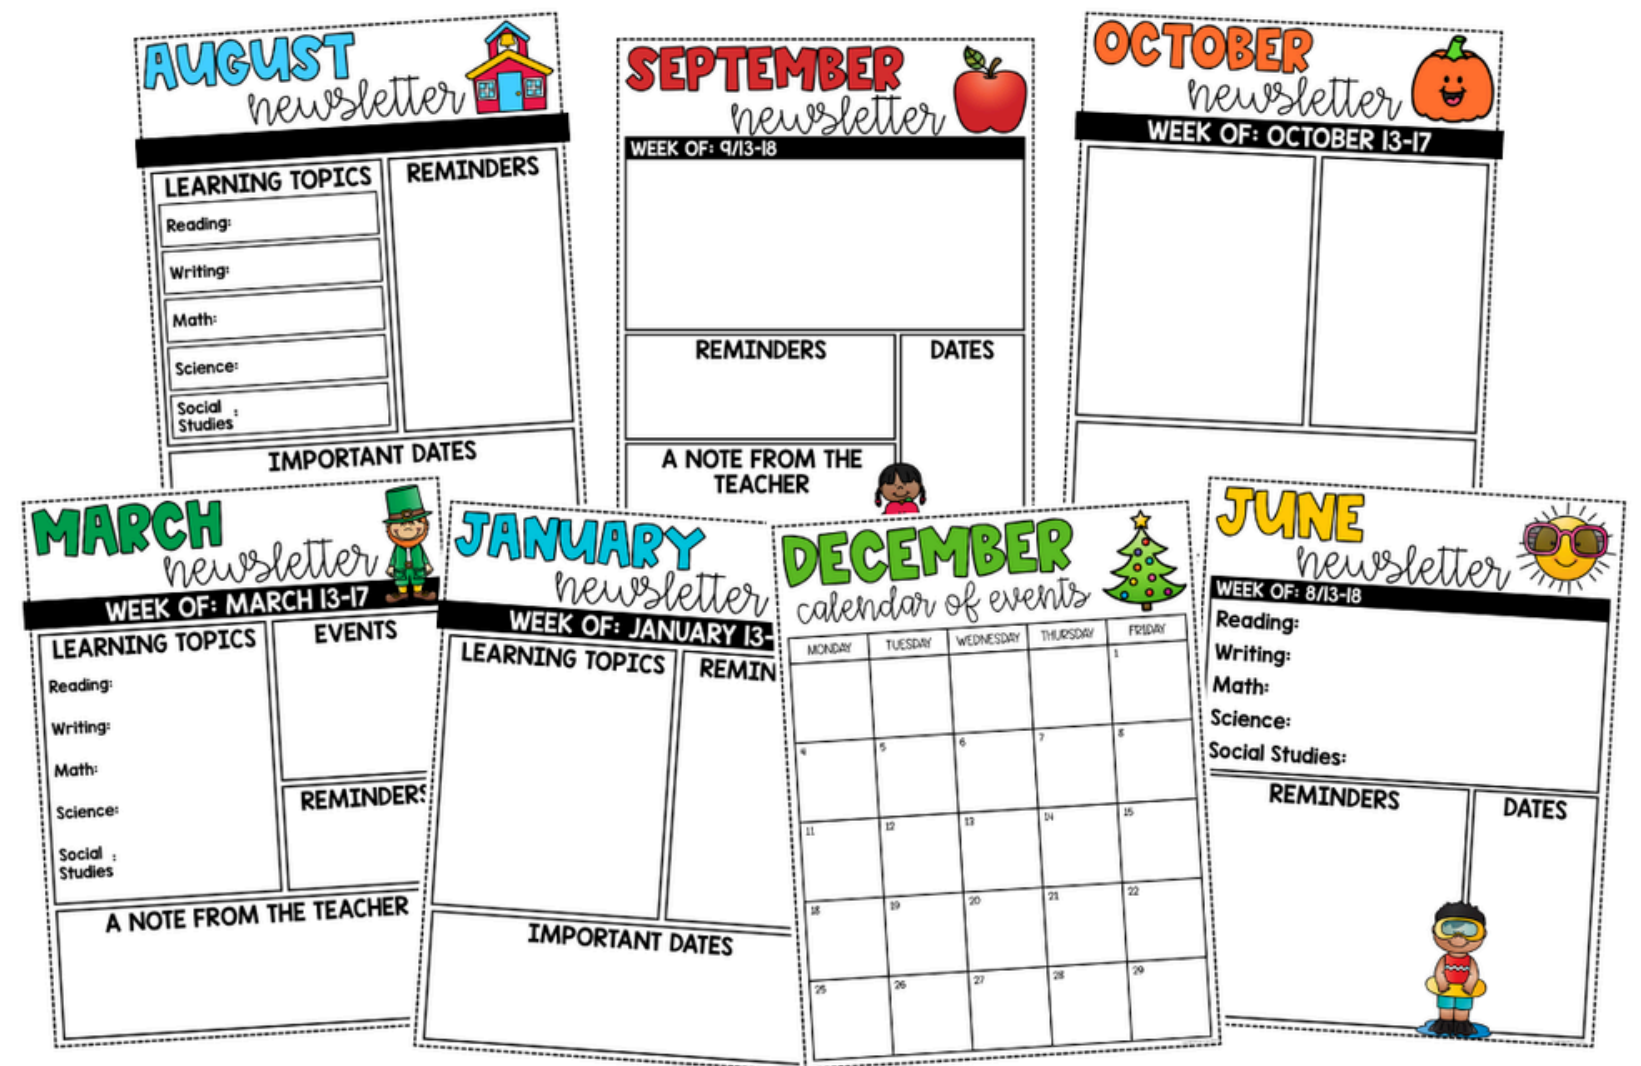 AUGUST
newsletter
LEARNING TOPICS
Reading:
Writing:
Math:
Science:
Social :
Studies
REMINDERS
IMPORTANT DATES
SEPTEMBER
newsletter
WEEK OF: 9/13-18
REMINDERS
DATES
A NOTE FROM THE
TEACHER
OCTOBER
newsletter
WEEK OF: OCTOBER 13-17
MARCH
newsletter
WEEK OF: MARCH 13-17
LEARNING TOPICS
Reading:
Writing:
Math:
Science:
Social :
Studies
EVENTS
REMINDERS
A NOTE FROM THE TEACHER
JANUARY
newsletter
WEEK OF: JANUARY 13-
LEARNING TOPICS
REMIN
IMPORTANT DATES
DECEMBER
calendar of events
MONDAY TUESDAY WEDNESDAY THURSDAY FRIDAY
1
4 5 6 7 8
11 12 13 14 15
18 19 20 21 22
25 26 27 28 29
JUNE
newsletter
WEEK OF: 8/13-18
Reading:
Writing:
Math:
Science:
Social Studies:
REMINDERS
DATES